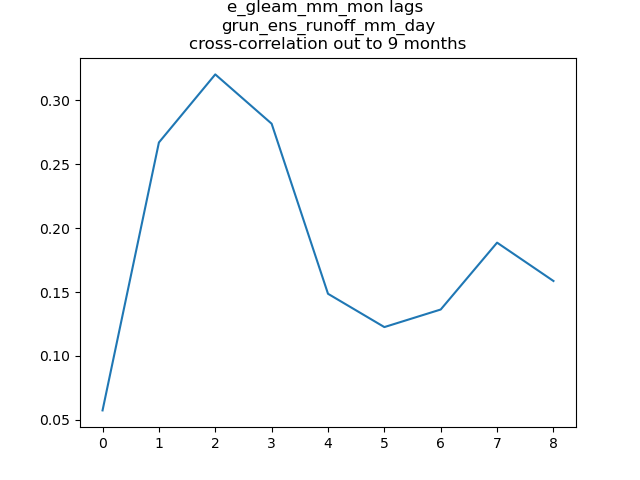 e_gleam_mm_mon lags
grun_ens_runoff_mm_day
cross-correlation out to 9 months
0.30
0.25
0.20
0.15
0.10
0.05
0 1 2 3 4 5 6 7 8